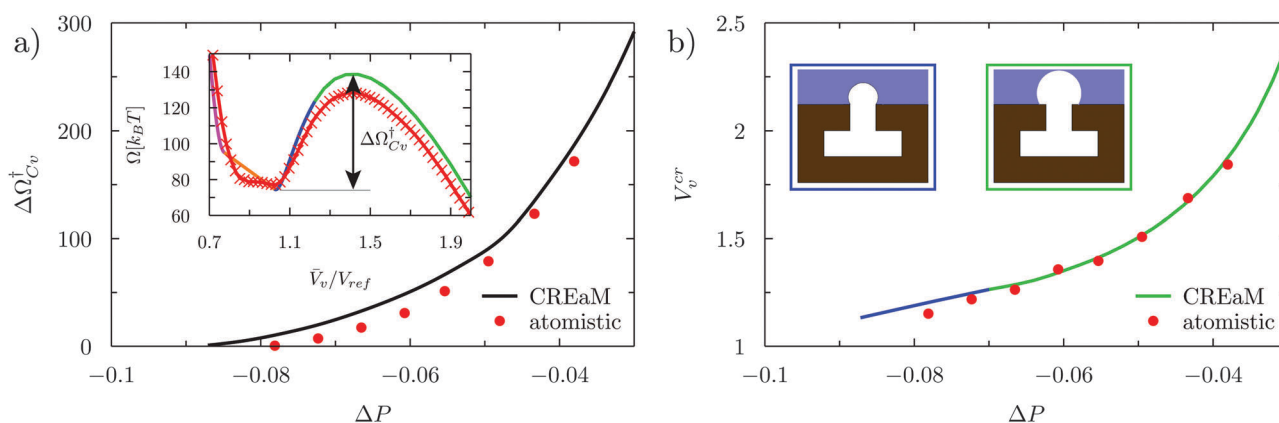 a)
ΔΩ†Cv
300
200
100
0
−0.1
−0.08
−0.06
−0.04
ΔP
Ω[kBT]
140
120
100
80
60
0.7
1.1
1.5
1.9
V̄v/Vref
ΔΩ†Cv
CREaM
atomistic
b)
Vvcr
2.5
2
1.5
1
−0.1
−0.08
−0.06
−0.04
ΔP
CREaM
atomistic